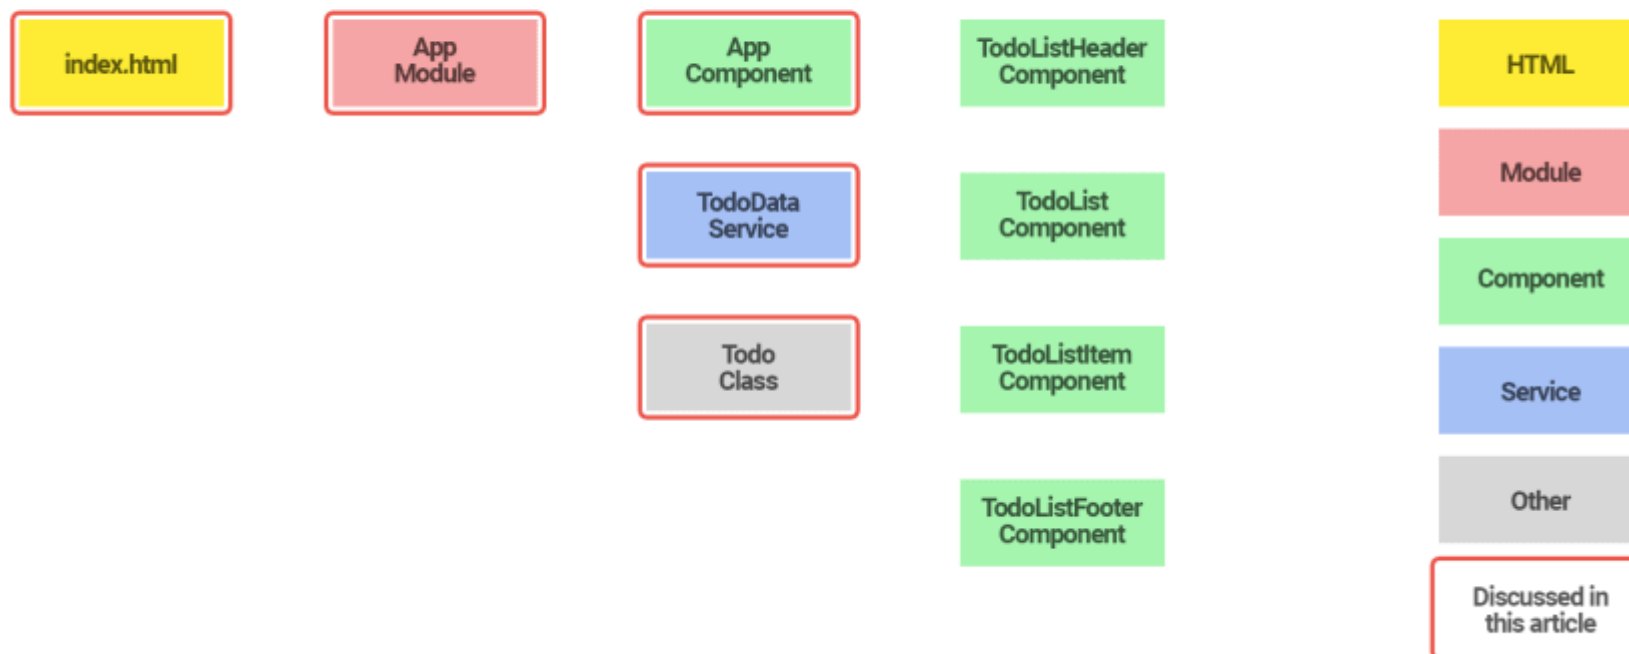 index.html
App
Module
App
Component
TodoListHeader
Component
HTML
Module
TodoData
Service
TodoList
Component
Component
Todo
Class
TodoListItem
Component
Service
TodoListFooter
Component
Other
Discussed in
this article